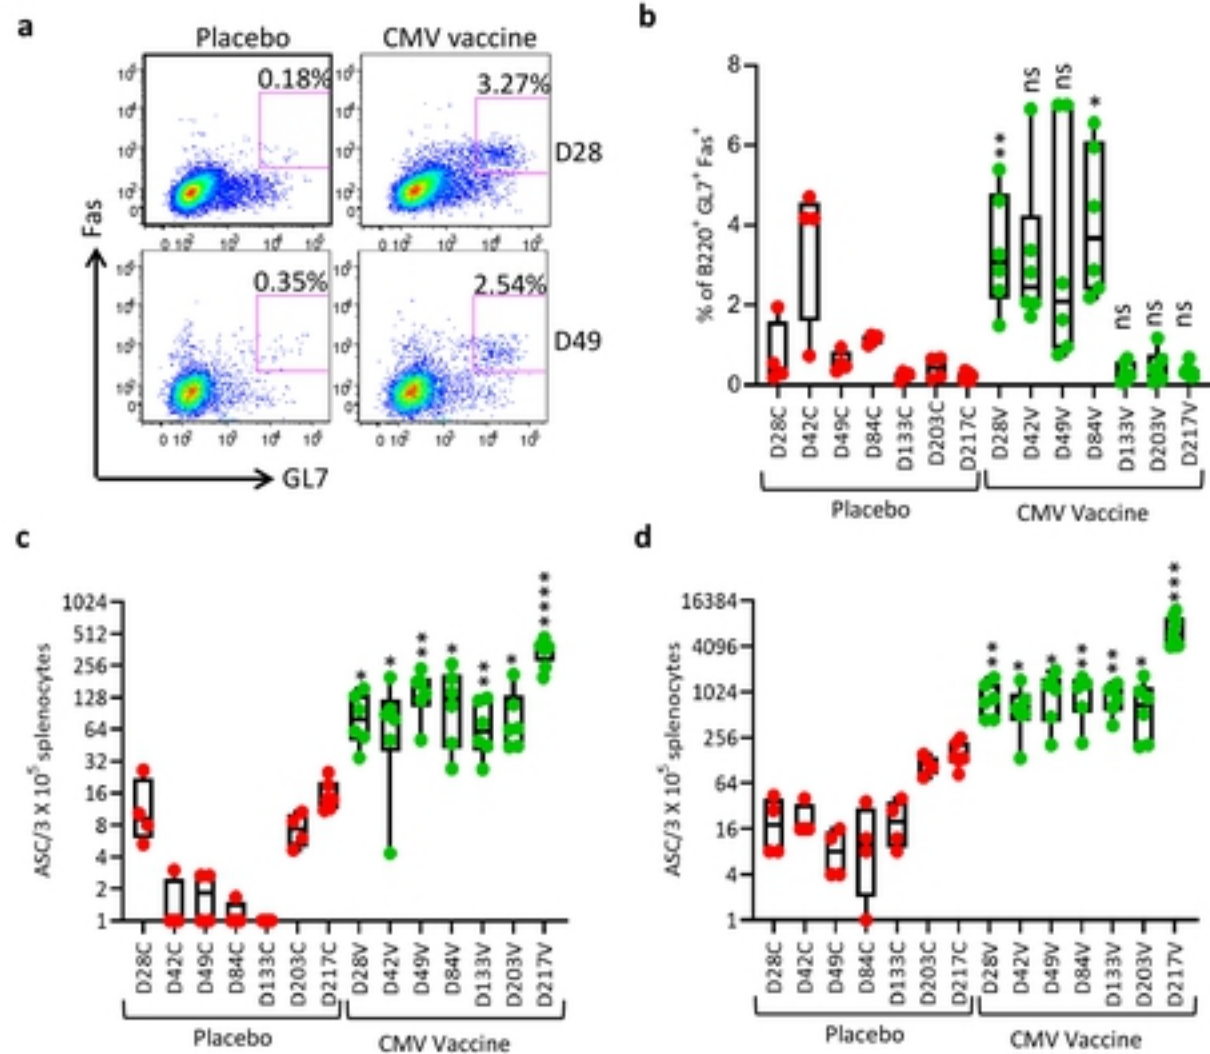 a
Placebo
CMV vaccine
0.18%
3.27%
D28
0.35%
2.54%
D49
Fas
GL7
b
% of B220+ GL7+ Fas+
8
6
4
2
0
**
ns
ns
*
ns
ns
ns
D28C
D42C
D49C
D84C
D133C
D203C
D217C
D28V
D42V
D49V
D84V
D133V
D203V
D217V
Placebo
CMV Vaccine
c
ASC/3 X 10⁵ splenocytes
1024
512
256
128
64
32
16
8
4
2
1
*
*
**
*
**
*
****
D28C
D42C
D49C
D84C
D133C
D203C
D217C
D28V
D42V
D49V
D84V
D133V
D203V
D217V
Placebo
CMV Vaccine
d
ASC/3 X 10⁵ splenocytes
16384
4096
1024
256
64
16
4
1
**
*
*
**
**
*
***
D28C
D42C
D49C
D84C
D133C
D203C
D217C
D28V
D42V
D49V
D84V
D133V
D203V
D217V
Placebo
CMV Vaccine